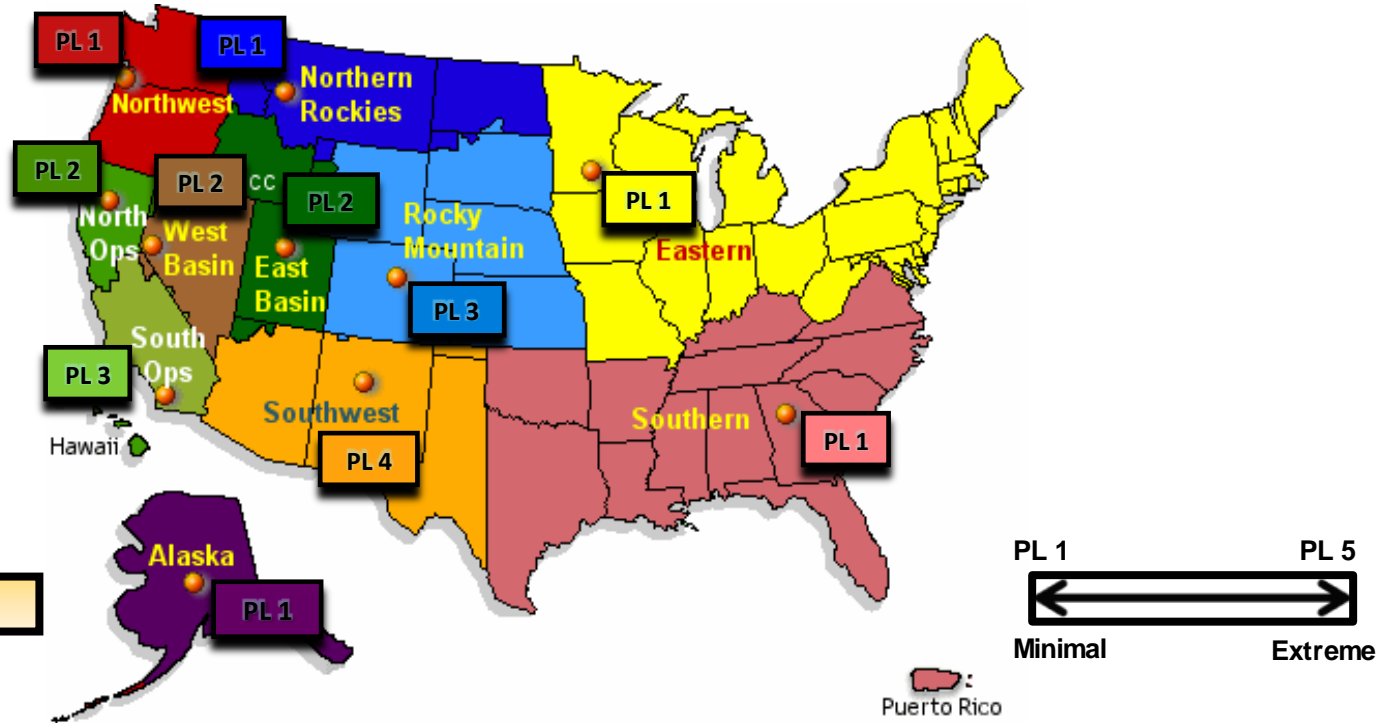 PL 1
PL 1
Northern
Rockies
Northwest
PL 2
PL 2
CC
PL 2
PL 1
North
Ops
West
Basin
Rocky
Mountain
East
Basin
Eastern
PL 3
South
Ops
PL 3
Southwest
Southern
PL 4
PL 1
Hawaii
Alaska
PL 1
PL 1
PL 5
Minimal
Extreme
Puerto Rico